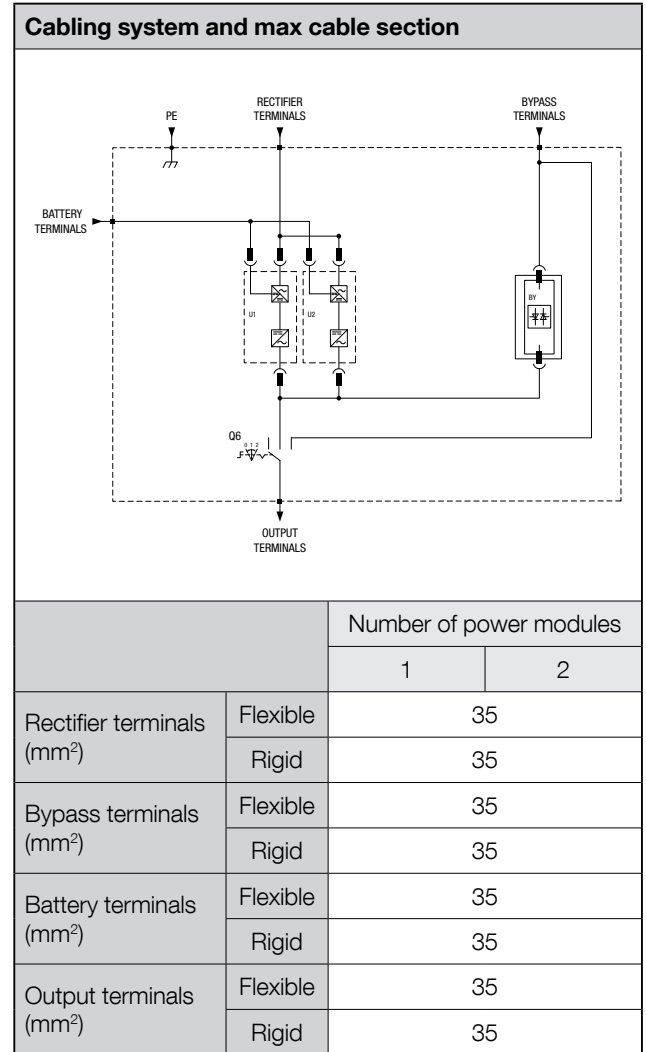 Cabling system and max cable section
PE
RECTIFIER
TERMINALS
BYPASS
TERMINALS
BATTERY
TERMINALS
U1
U2
BY
Q6
0 1 2
OUTPUT
TERMINALS
Number of power modules
1 2
Rectifier terminals
(mm²)
Flexible 35
Rigid 35
Bypass terminals
(mm²)
Flexible 35
Rigid 35
Battery terminals
(mm²)
Flexible 35
Rigid 35
Output terminals
(mm²)
Flexible 35
Rigid 35